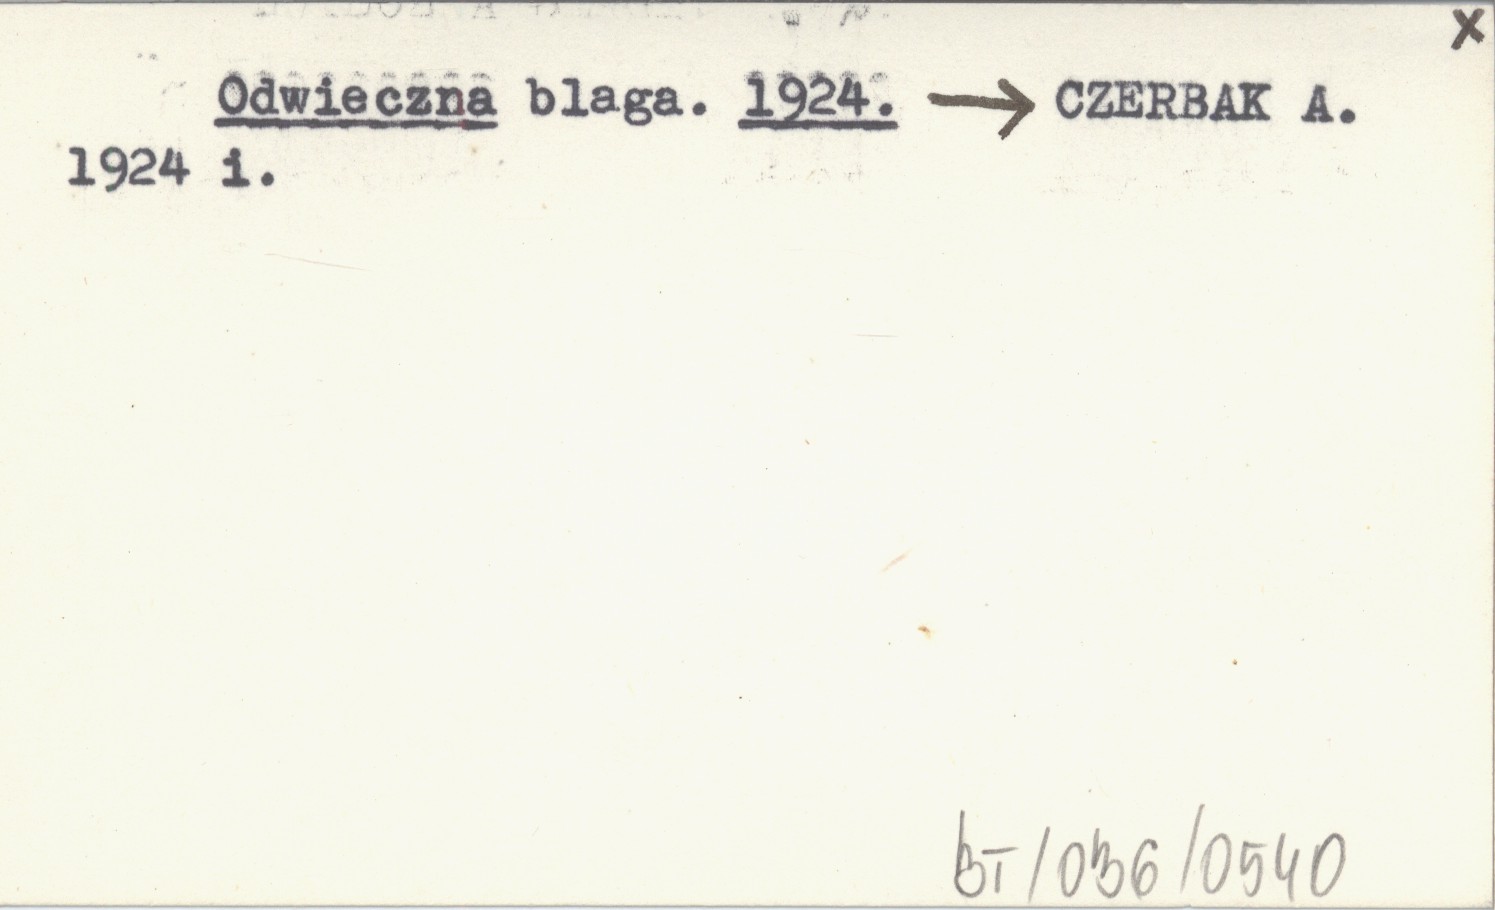 x
Odwieczna blaga. 1924. → CZERBAK A.
1924 i.
BT/036/0540